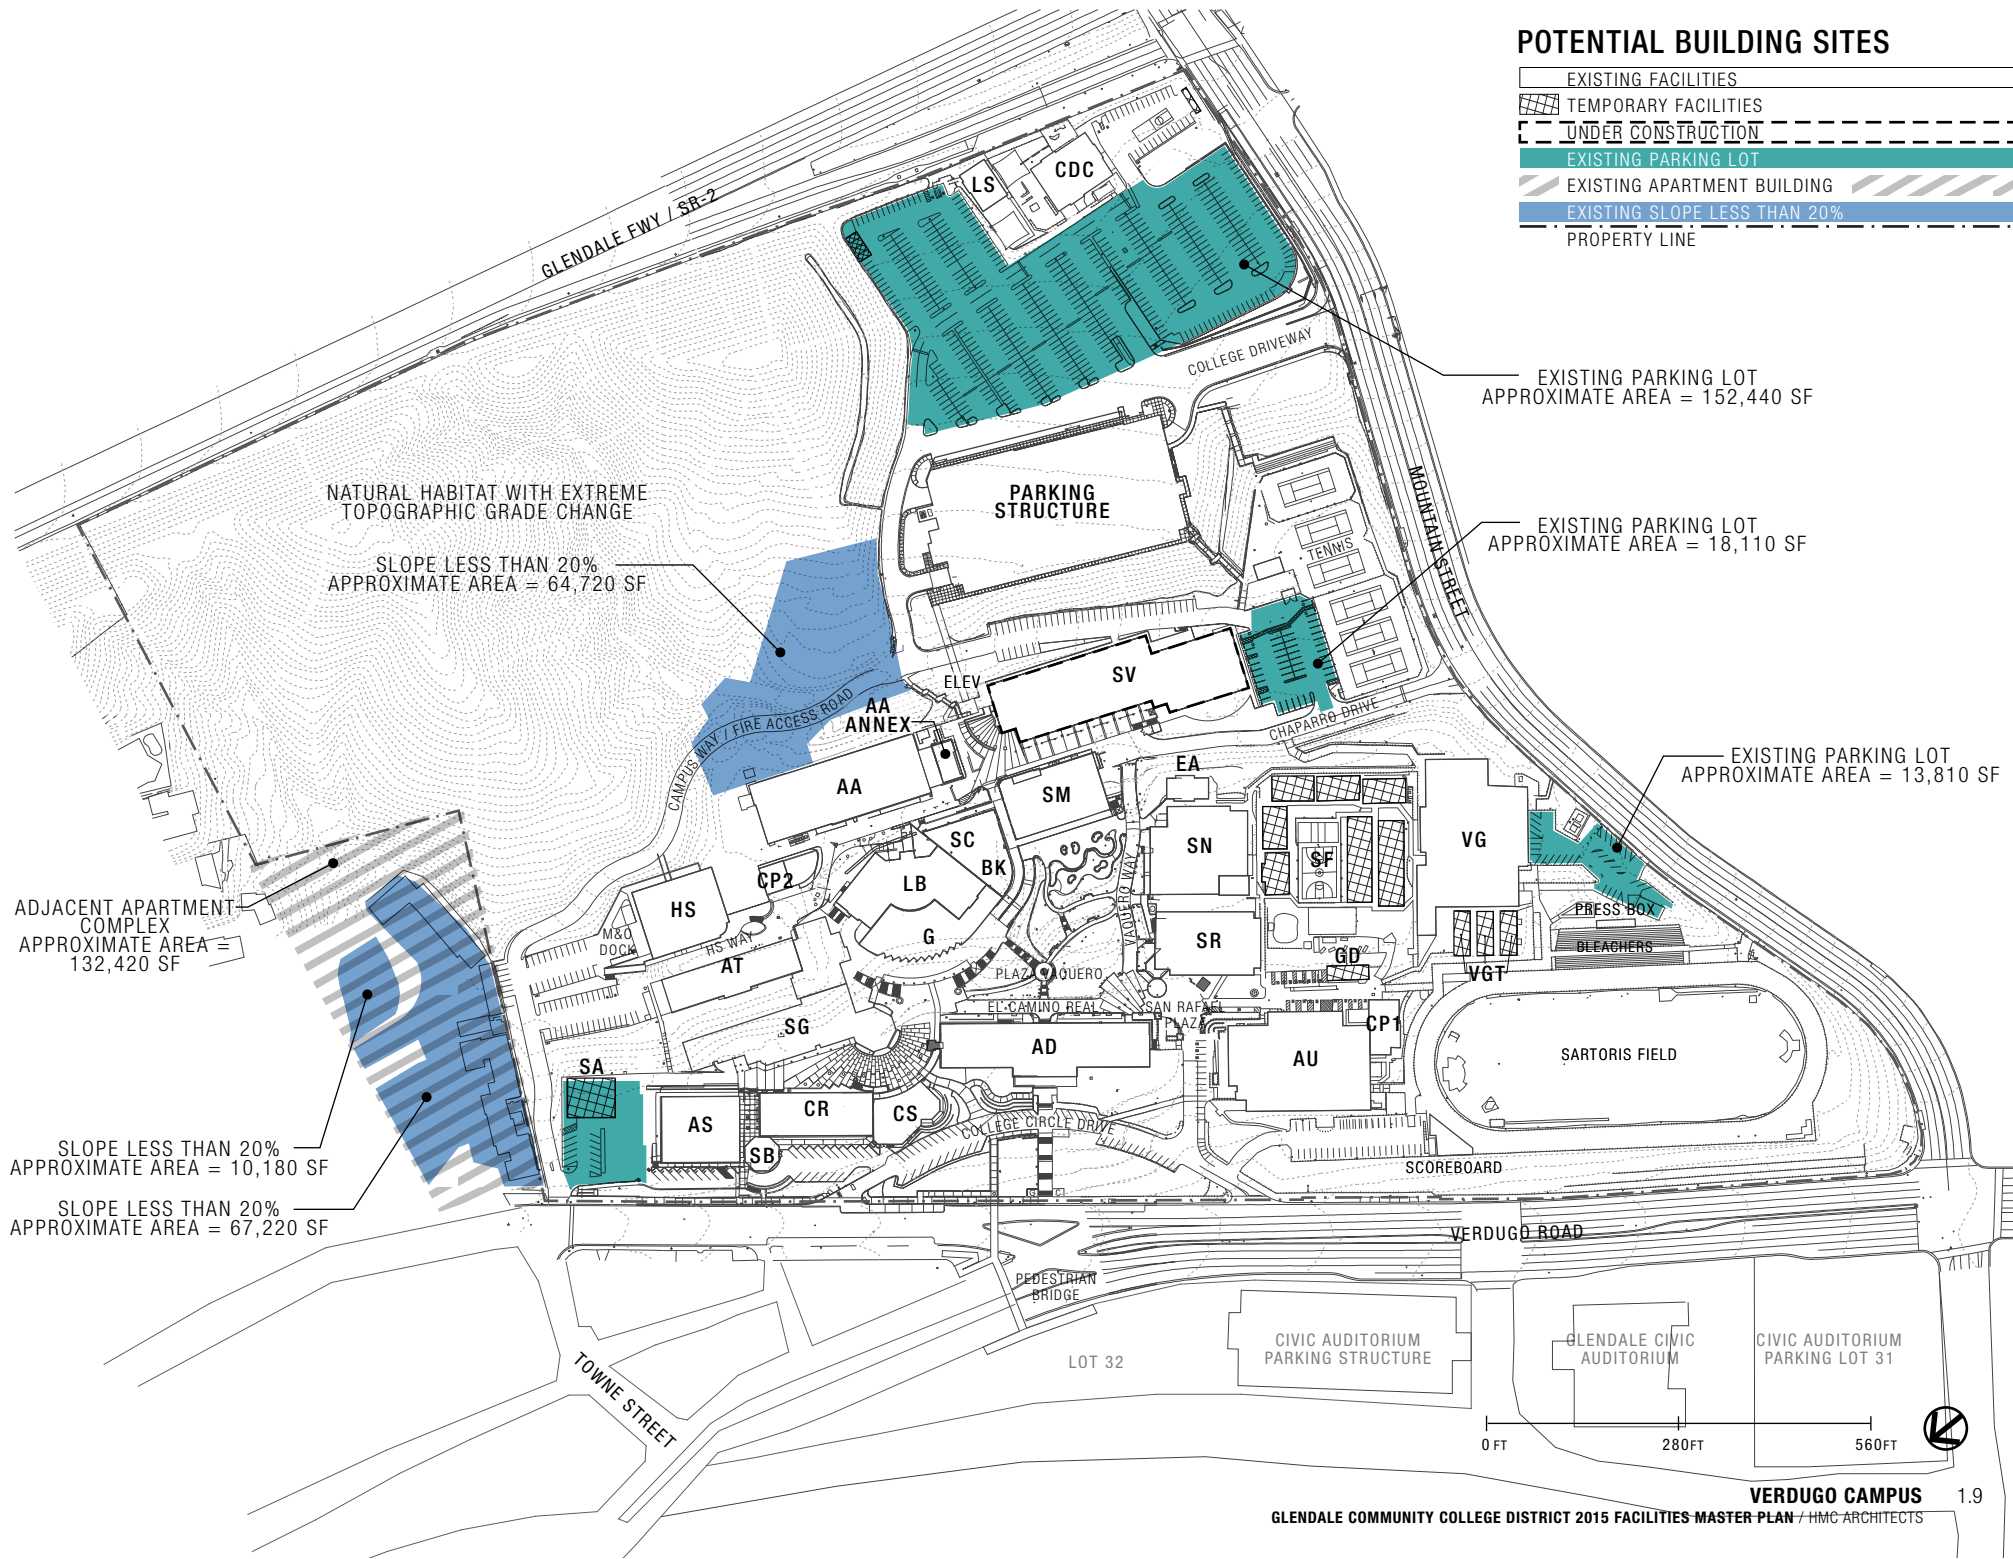 POTENTIAL BUILDING SITES
EXISTING FACILITIES
TEMPORARY FACILITIES
UNDER CONSTRUCTION
EXISTING PARKING LOT
EXISTING APARTMENT BUILDING
EXISTING SLOPE LESS THAN 20%
PROPERTY LINE
GLENDALE FWY / SR-2
LS
CDC
COLLEGE DRIVEWAY
EXISTING PARKING LOT
APPROXIMATE AREA = 152,440 SF
NATURAL HABITAT WITH EXTREME
TOPOGRAPHIC GRADE CHANGE
PARKING
STRUCTURE
MOUNTAIN STREET
EXISTING PARKING LOT
APPROXIMATE AREA = 18,110 SF
TENNIS
SLOPE LESS THAN 20%
APPROXIMATE AREA = 64,720 SF
ELEV
SV
AA
ANNEX
CAMPUS WAY / FIRE ACCESS ROAD
CHAPARRO DRIVE
EXISTING PARKING LOT
APPROXIMATE AREA = 13,810 SF
EA
AA
SM
SC
BK
SN
SF
VG
CP2
LB
HS
ADJACENT APARTMENT
COMPLEX
APPROXIMATE AREA =
132,420 SF
M&O
DOCK
HS WAY
G
VAQUERO WAY
SR
PRESS BOX
BLEACHERS
AT
PLAZA VAQUERO
GD
VGT
EL CAMINO REAL
SAN RAFAEL
PLAZA
SG
AD
CP1
AU
SARTORIS FIELD
SA
AS
CR
CS
SB
COLLEGE CIRCLE DRIVE
SLOPE LESS THAN 20%
APPROXIMATE AREA = 10,180 SF
SCOREBOARD
SLOPE LESS THAN 20%
APPROXIMATE AREA = 67,220 SF
G C
VERDUGO ROAD
PEDESTRIAN
BRIDGE
TOWNE STREET
LOT 32
CIVIC AUDITORIUM
PARKING STRUCTURE
GLENDALE CIVIC
AUDITORIUM
CIVIC AUDITORIUM
PARKING LOT 31
0 FT
280FT
560FT
VERDUGO CAMPUS 1.9
GLENDALE COMMUNITY COLLEGE DISTRICT 2015 FACILITIES MASTER PLAN / HMC ARCHITECTS